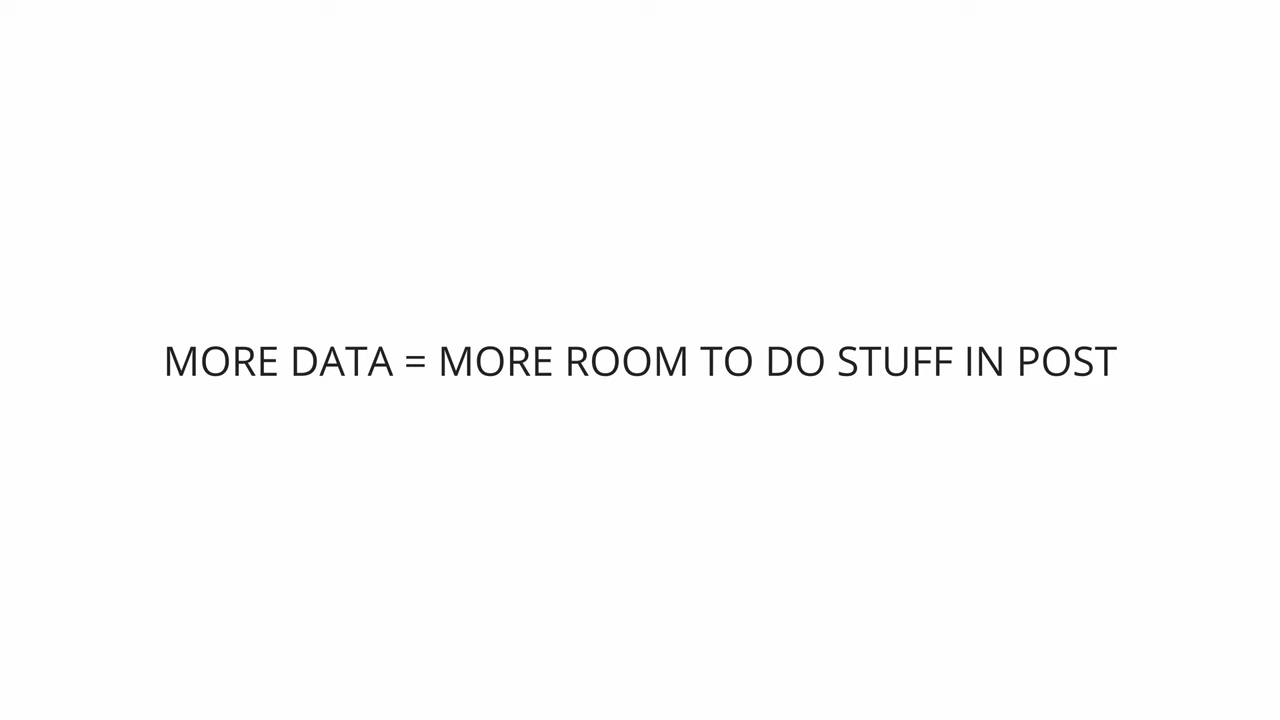 MORE DATA = MORE ROOM TO DO STUFF IN POST